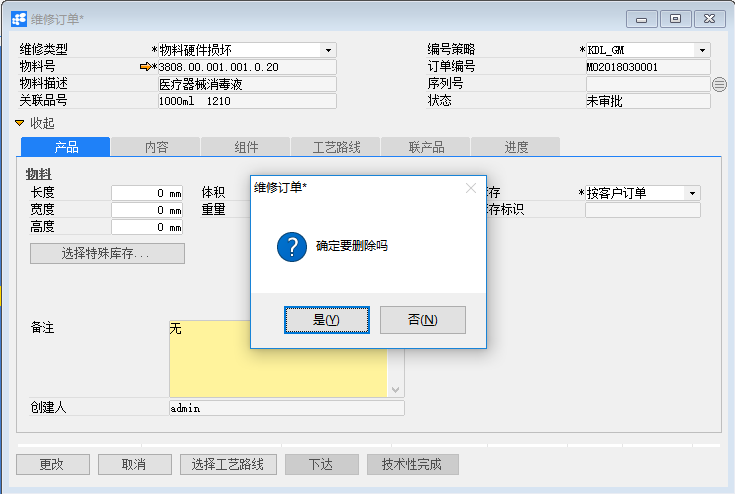 维修订单*
维修类型 *物料硬件损坏 编号策略 *KDL_GM
物料号 *3808.00.001.001.0.20 订单编号 MO2018030001
物料描述 医疗器械消毒液 序列号
关联品号 1000ml 1210 状态 未审批
收起
产品 内容 组件 工艺路线 联产品 进度
物料
长度 0 mm 体积 *按客户订单
宽度 0 mm 重量 存标识
高度 0 mm
选择特殊库存...
维修订单*
确定要删除吗
是(Y) 否(N)
备注 无
创建人 admin
更改 取消 选择工艺路线 下达 技术性完成